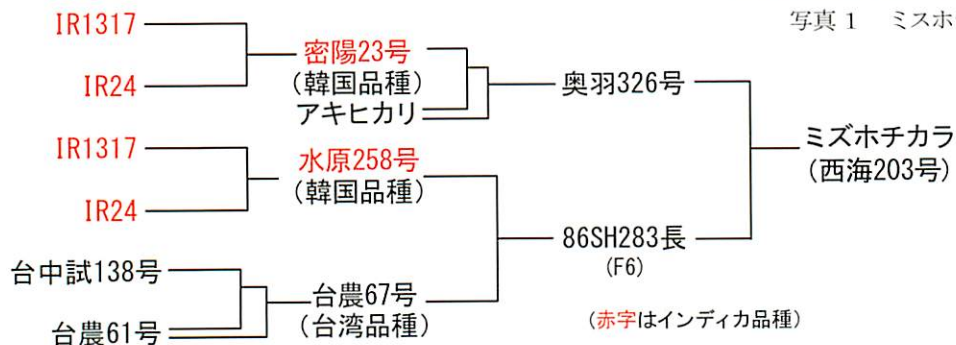 写真 1 ミスホ
IR1317
IR24
密陽23号
(韓国品種)
アキヒカリ
奥羽326号
ミズホチカラ
(西海203号)
IR1317
IR24
水原258号
(韓国品種)
86SH283長
(F6)
台中試138号
台農61号
台農67号
(台湾品種)
(赤字はインディカ品種)